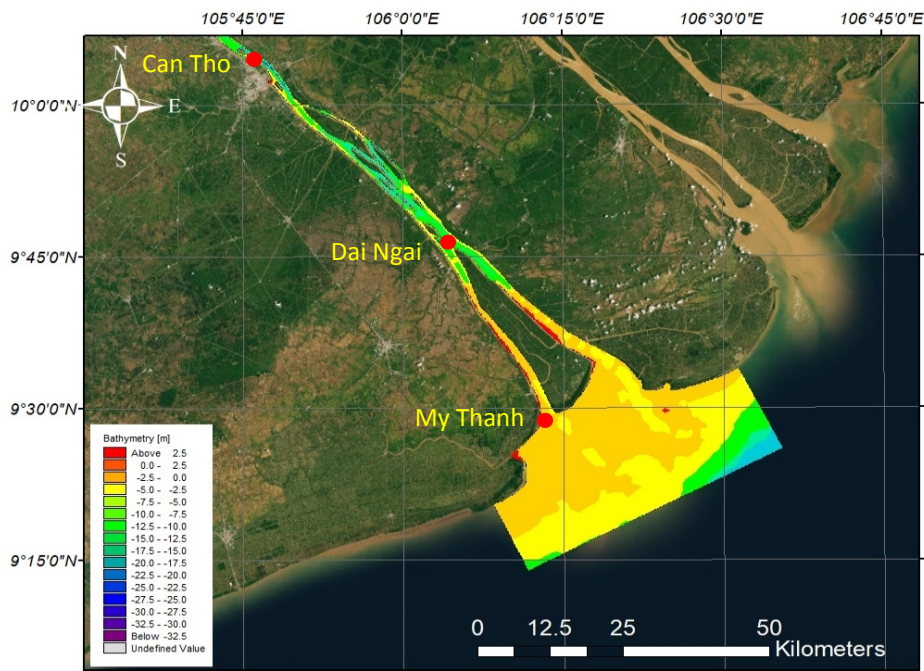 105°45'0"E 106°0'0"E 106°15'0"E 106°30'0"E 106°45'0"E
N
Can Tho
10°0'0"N
E
S
Dai Ngai
9°45'0"N
My Thanh
9°30'0"N
Bathymetry [m]
Above 2.5
0.0 - 2.5
-2.5 - 0.0
-5.0 - -2.5
-7.5 - -5.0
-10.0 - -7.5
-12.5 - -10.0
-15.0 - -12.5
-17.5 - -15.0
-20.0 - -17.5
-22.5 - -20.0
-25.0 - -22.5
-27.5 - -25.0
-30.0 - -27.5
-32.5 - -30.0
Below -32.5
Undefined Value
9°15'0"N
0 12.5 25 50
Kilometers